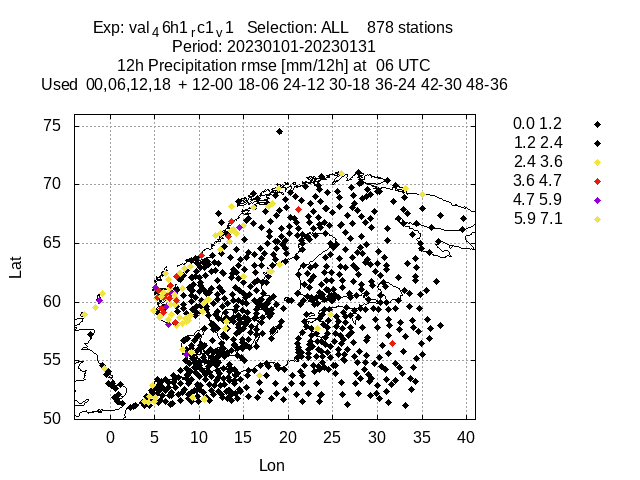 Exp: val46h1rc1v1 Selection: ALL 878 stations
Period: 20230101-20230131
12h Precipitation rmse [mm/12h] at 06 UTC
Used 00,06,12,18 + 12-00 18-06 24-12 30-18 36-24 42-30 48-36
75
70
65
60
55
50
Lat
0 5 10 15 20 25 30 35 40
Lon
0.0 1.2
1.2 2.4
2.4 3.6
3.6 4.7
4.7 5.9
5.9 7.1